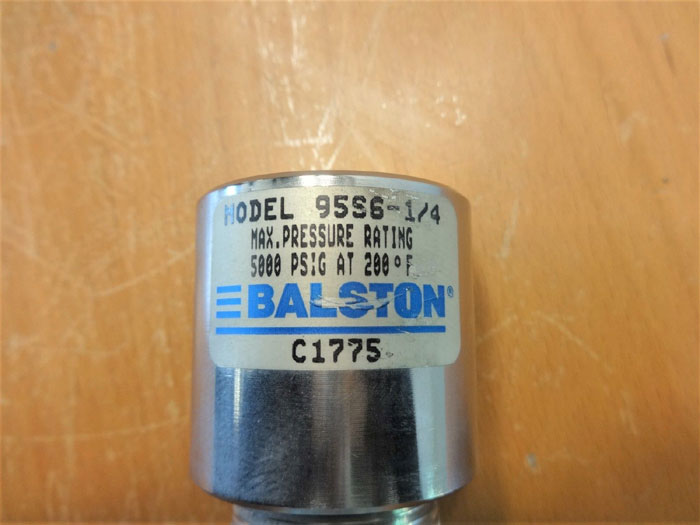 MODEL 95S6-1/4
MAX.PRESSURE RATING
5000 PSIG AT 200°F
BALSTON®
C1775